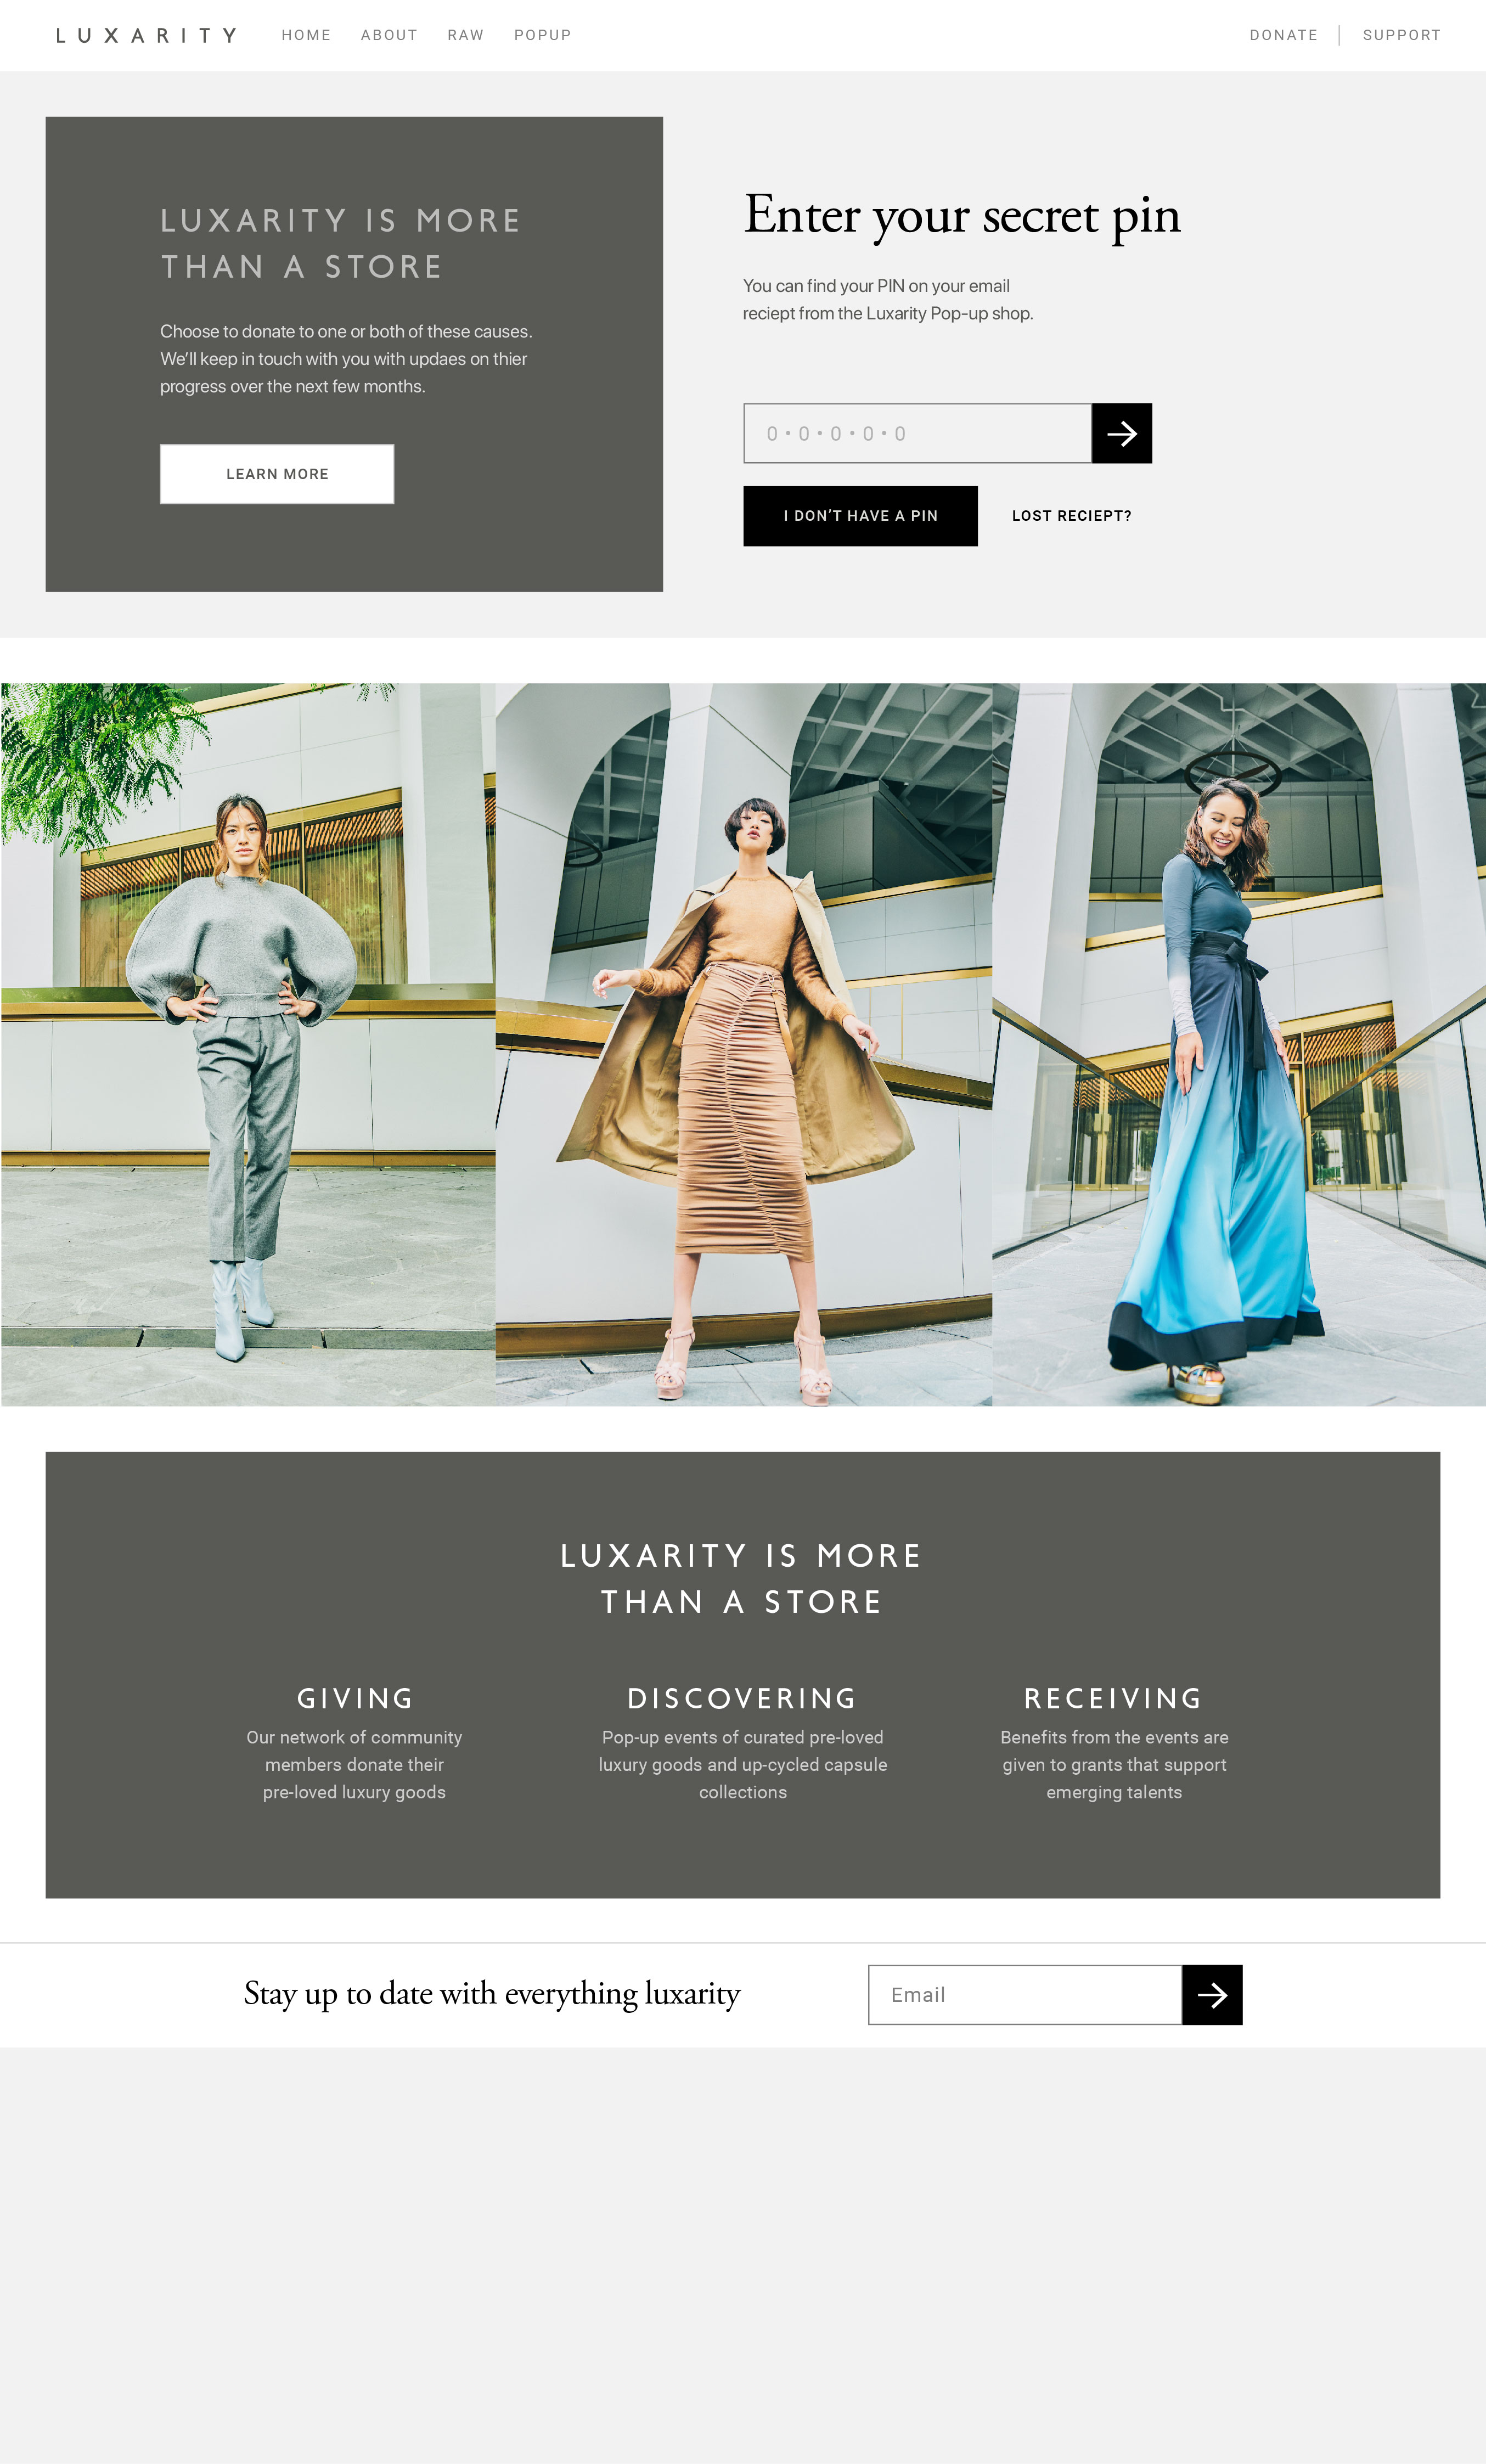 LUXARITY HOME ABOUT RAW POPUP DONATE SUPPORT
LUXARITY IS MORE
THAN A STORE
Choose to donate to one or both of these causes.
We’ll keep in touch with you with updaes on thier
progress over the next few months.
LEARN MORE
Enter your secret pin
You can find your PIN on your email
reciept from the Luxarity Pop-up shop.
0 • 0 • 0 • 0 • 0
I DON’T HAVE A PIN
LOST RECIEPT?
LUXARITY IS MORE
THAN A STORE
GIVING
Our network of community
members donate their
pre-loved luxury goods
DISCOVERING
Pop-up events of curated pre-loved
luxury goods and up-cycled capsule
collections
RECEIVING
Benefits from the events are
given to grants that support
emerging talents
Stay up to date with everything luxarity
Email